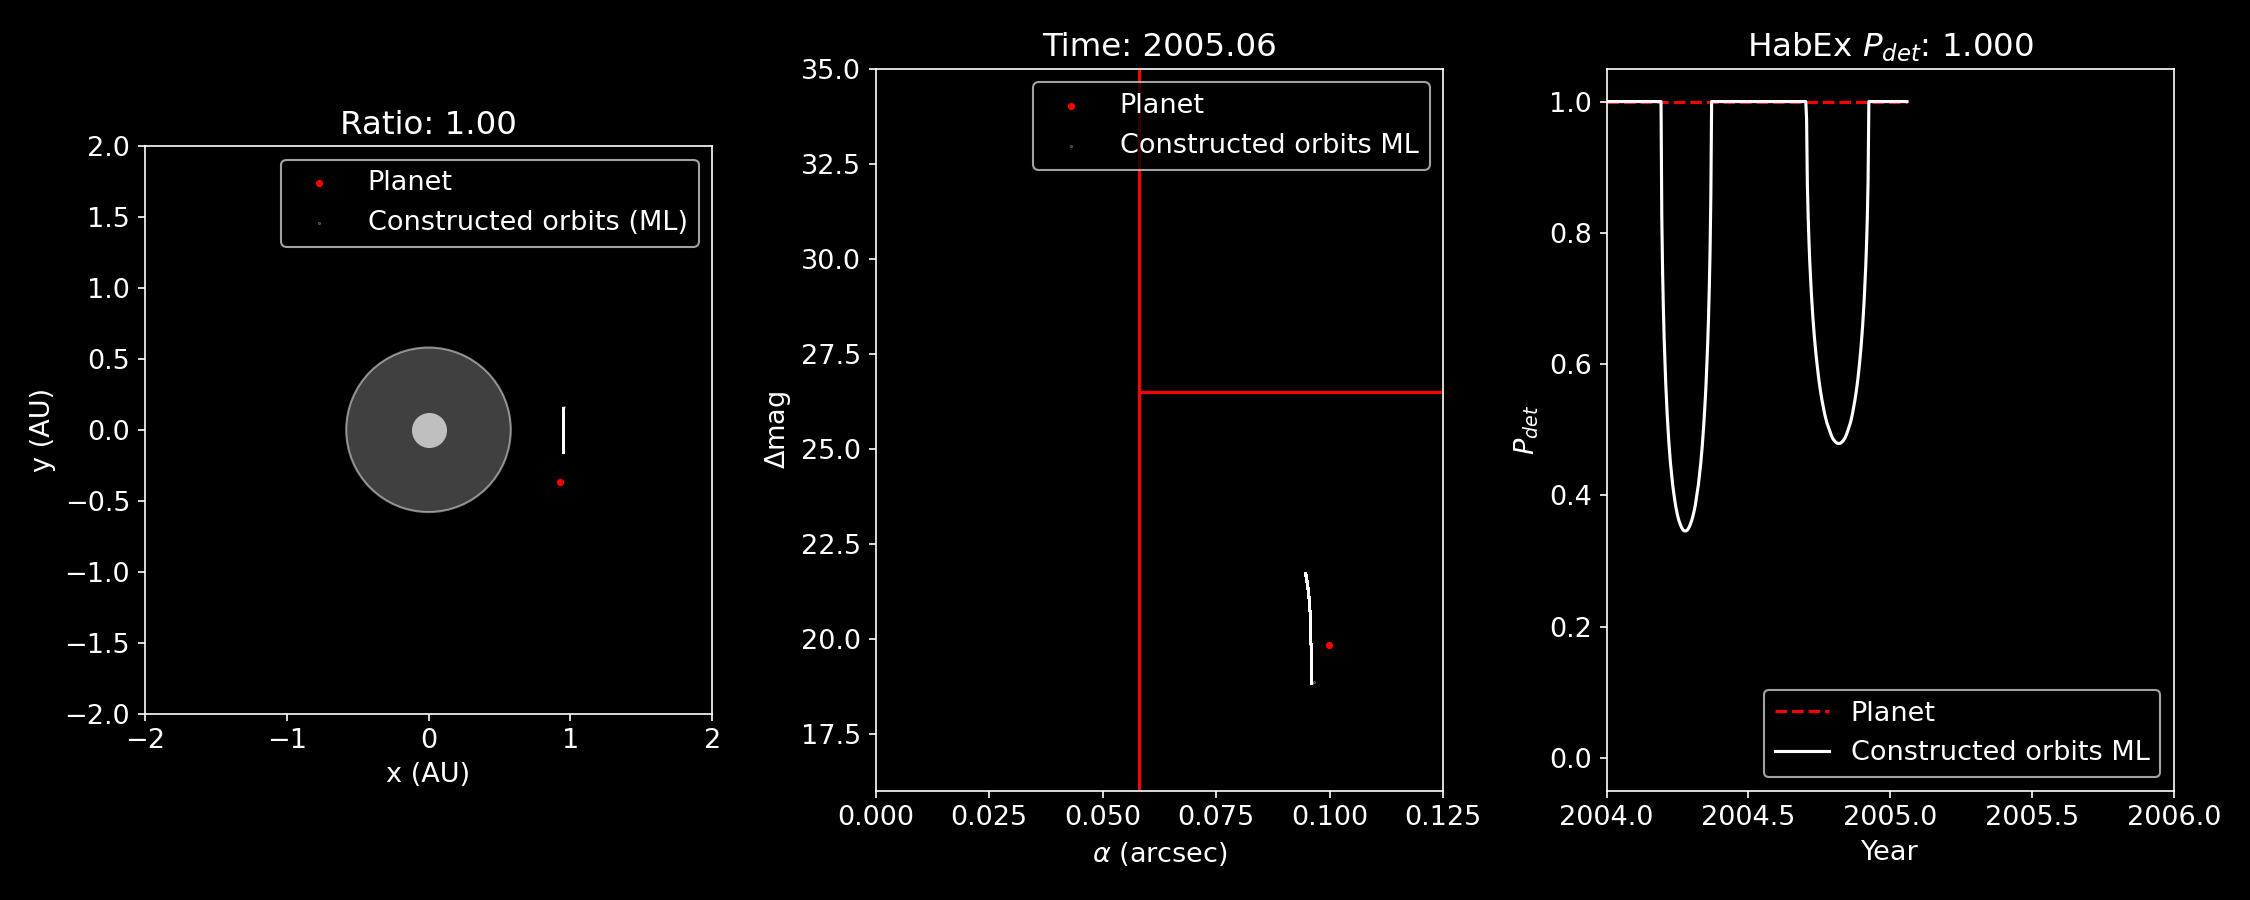 Ratio: 1.00
2.0
1.5
1.0
0.5
0.0
−0.5
−1.0
−1.5
−2.0
−2
−1
0
1
2
x (AU)
y (AU)
Planet
Constructed orbits (ML)
Time: 2005.06
35.0
32.5
30.0
27.5
25.0
22.5
20.0
17.5
0.000
0.025
0.050
0.075
0.100
0.125
α (arcsec)
Δmag
Planet
Constructed orbits ML
HabEx P_det: 1.000
1.0
0.8
0.6
0.4
0.2
0.0
2004.0
2004.5
2005.0
2005.5
2006.0
Year
P_det
Planet
Constructed orbits ML